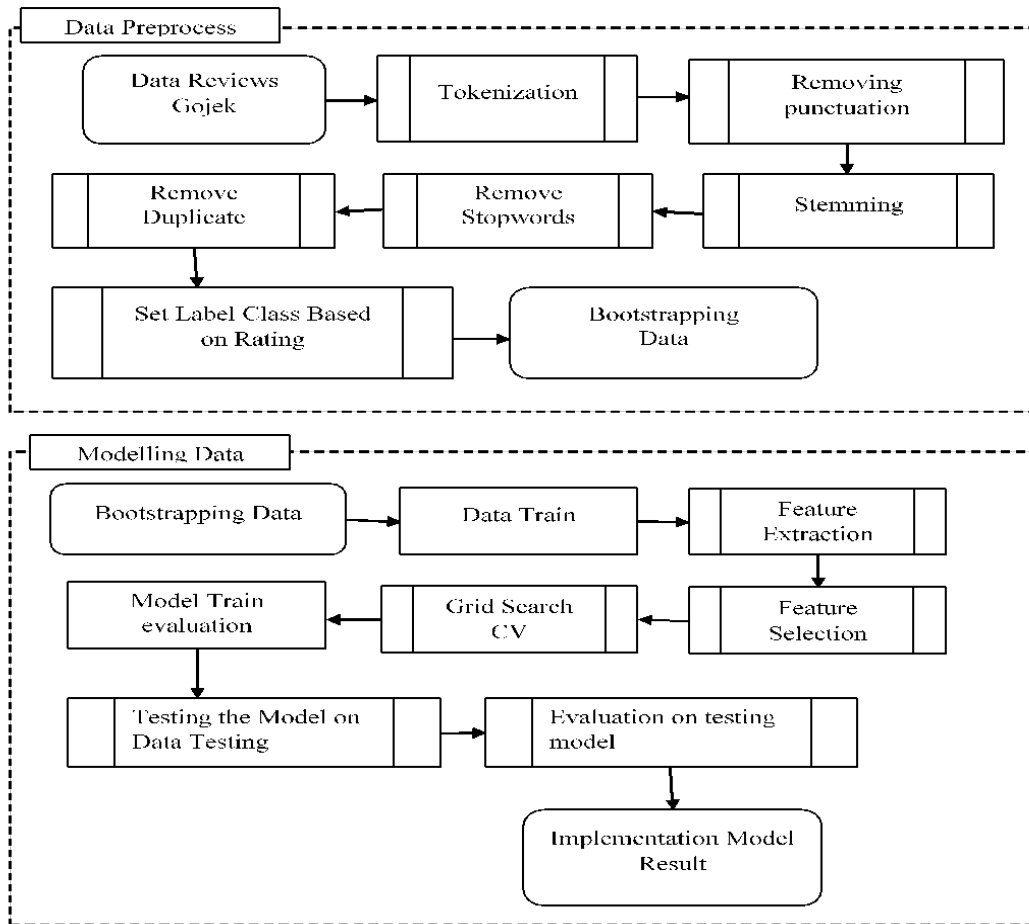 Data Preprocess
Data Reviews
Gojek
Tokenization
Removing
punctuation
Stemming
Remove
Stopwords
Remove
Duplicate
Set Label Class Based
on Rating
Bootstrapping
Data
Modelling Data
Bootstrapping Data
Data Train
Feature
Extraction
Feature
Selection
Grid Search
CV
Model Train
evaluation
Testing the Model on
Data Testing
Evaluation on testing
model
Implementation Model
Result